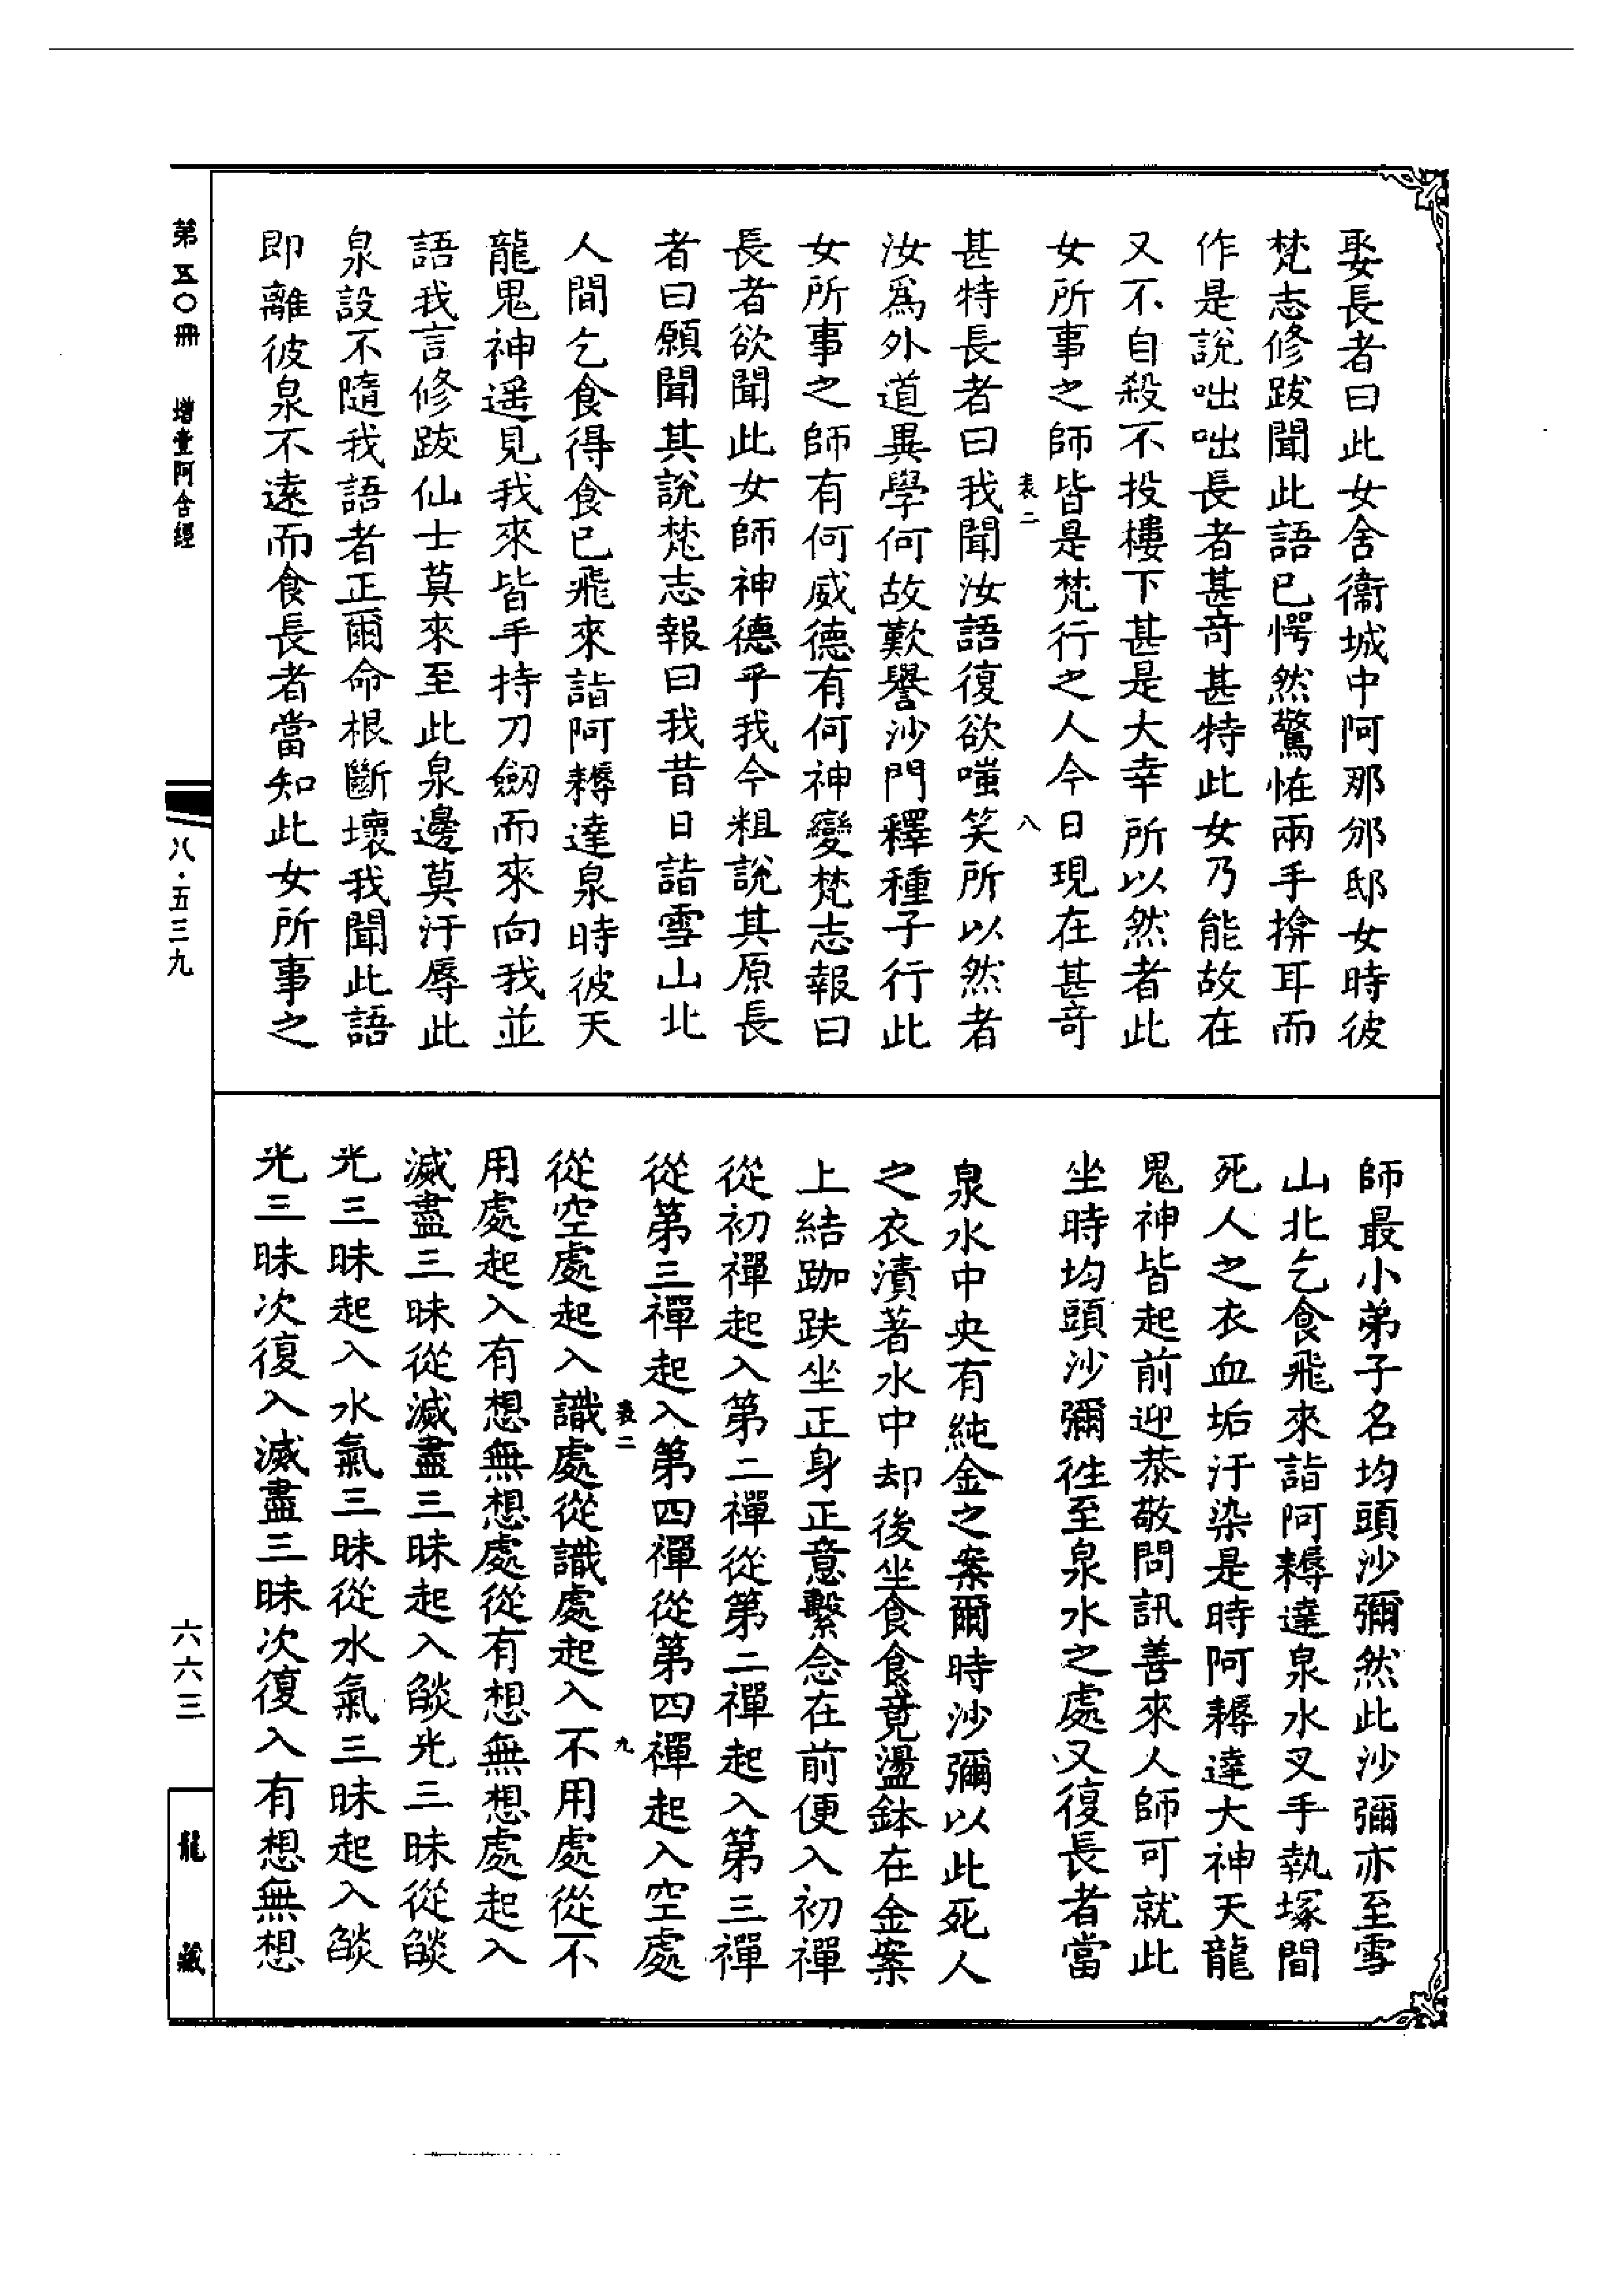 娶長者曰此女舍衞城中阿那邠邸女時彼
梵志修跋聞此語已愕然驚怪兩手揜耳而
作是說咄咄長者甚奇甚特此女乃能故在
又不自殺不投樓下甚是大幸所以然者此
女所事之師皆是梵行之人今日現在甚奇
表二 八
甚特長者曰我聞汝語復欲嗤笑所以然者
汝爲外道異學何故歎譽沙門釋種子行此
女所事之師有何威德有何神變梵志報曰
長者欲聞此女師神德乎我今粗說其原長
者曰願聞其說梵志報曰我昔日詣雪山北
人間乞食得食已飛來詣阿耨達泉時彼天
龍鬼神遥見我來皆手持刀劒而來向我並
語我言修跋仙士莫來至此泉邊莫汙辱此
泉設不隨我語者正爾命根斷壞我聞此語
即離彼泉不遠而食長者當知此女所事之
師最小弟子名均頭沙彌然此沙彌亦至雪
山北乞食飛來詣阿耨達泉水叉手執塚間
死人之衣血垢汙染是時阿耨達大神天龍
鬼神皆起前迎恭敬問訊善來人師可就此
坐時均頭沙彌徃至泉水之處又復長者當
泉水中央有純金之案爾時沙彌以此死人
之衣漬著水中却後坐食食竟盪鉢在金案
上結跏趺坐正身正意繫念在前便入初禪
從初禪起入第二禪從第二禪起入第三禪
從第三禪起入第四禪從第四禪起入空處
表二 九
從空處起入識處從識處起入不用處從不
用處起入有想無想處從有想無想處起入
滅盡三昧從滅盡三昧起入燄光三昧從燄
光三昧起入水氣三昧從水氣三昧起入燄
光三昧次復入滅盡三昧次復入有想無想
第五〇冊 增壹阿含經
八·五三九
六六三
龍藏